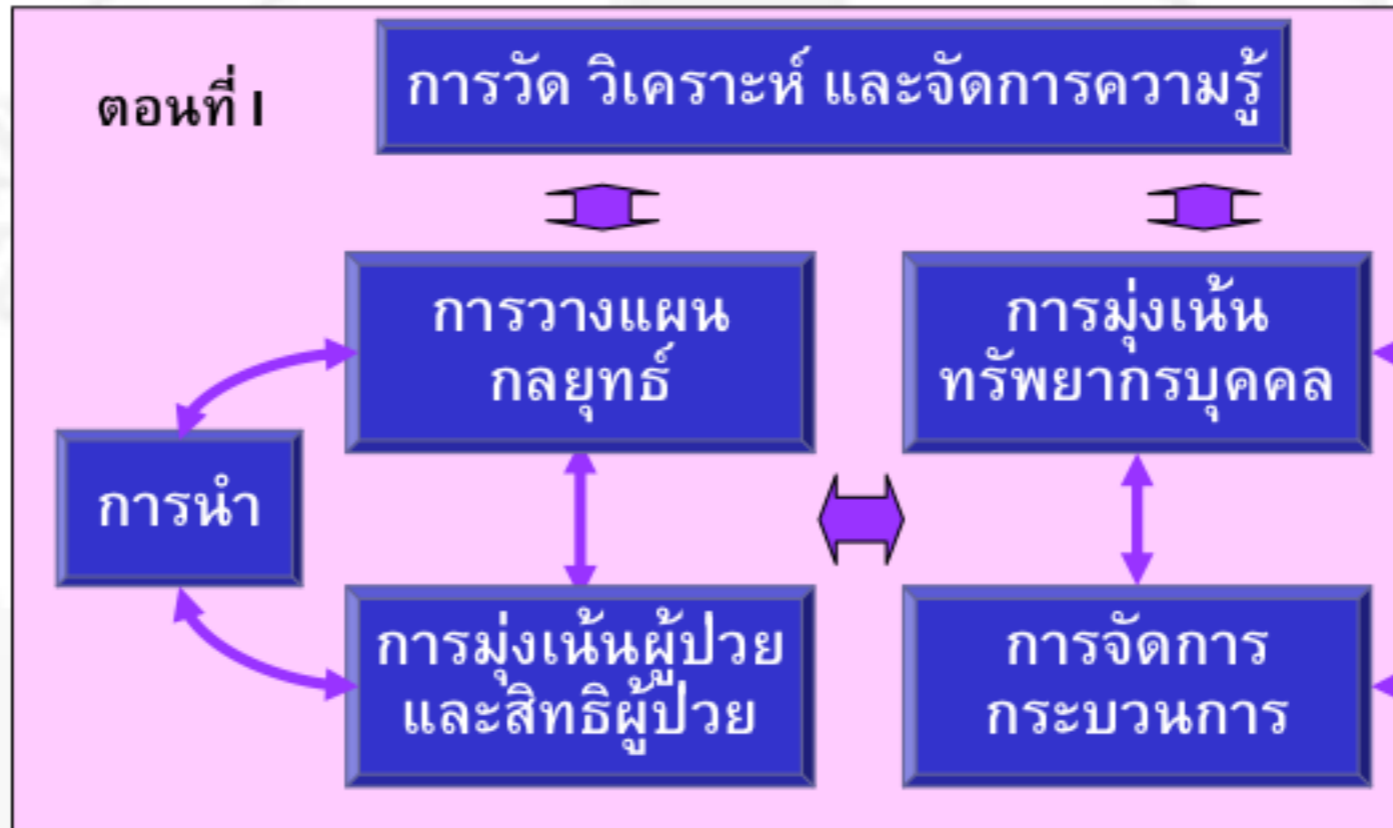 ตอนที่ I
การวัด วิเคราะห์ และจัดการความรู้
การวางแผน
กลยุทธ์
การมุ่งเน้น
ทรัพยากรบุคคล
การนำ
การมุ่งเน้นผู้ป่วย
และสิทธิผู้ป่วย
การจัดการ
กระบวนการ